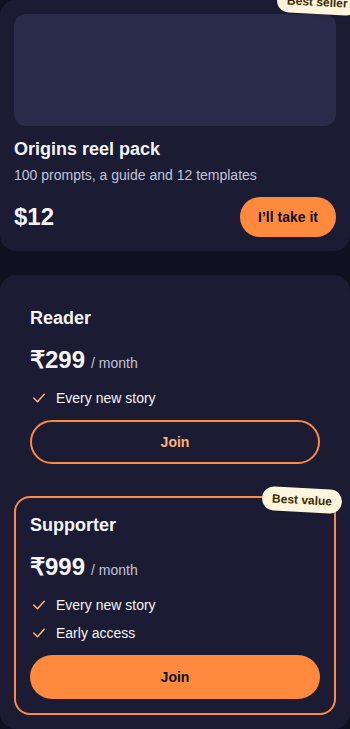 Best seller
Origins reel pack
100 prompts, a guide and 12 templates
$12
I’ll take it
Reader
₹299 / month
Every new story
Join
Best value
Supporter
₹999 / month
Every new story
Early access
Join